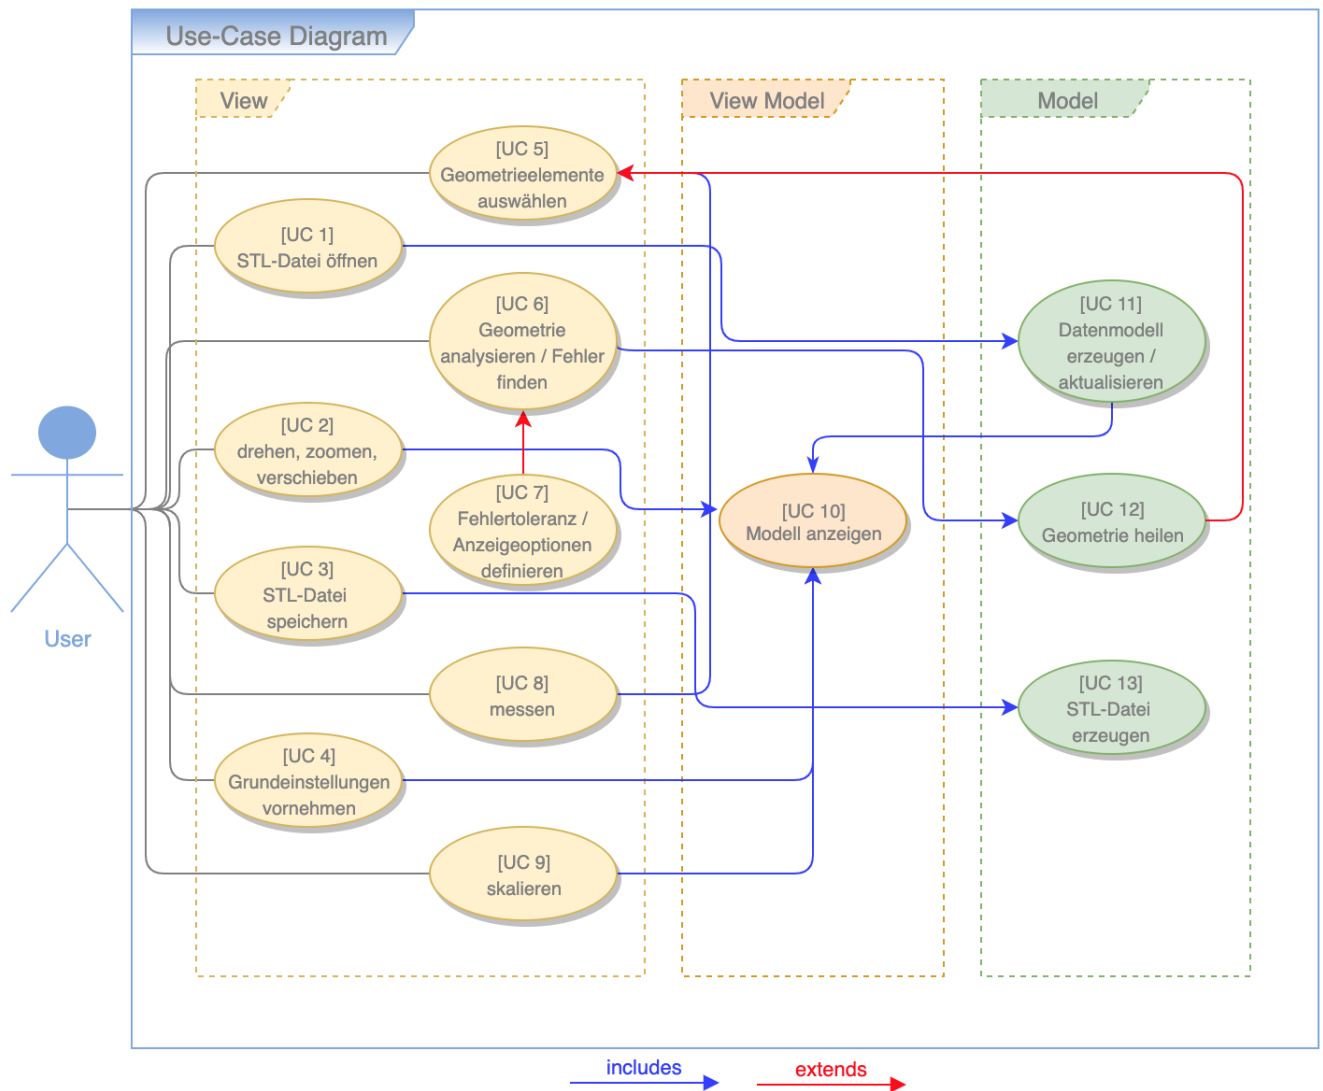 Use-Case Diagram
View
View Model
Model
[UC 5]
Geometrieelemente
auswählen
[UC 1]
STL-Datei öffnen
[UC 6]
Geometrie
analysieren / Fehler
finden
[UC 11]
Datenmodell
erzeugen /
aktualisieren
[UC 2]
drehen, zoomen,
verschieben
[UC 7]
Fehlertoleranz /
Anzeigeoptionen
definieren
[UC 10]
Modell anzeigen
[UC 12]
Geometrie heilen
[UC 3]
STL-Datei
speichern
User
[UC 8]
messen
[UC 13]
STL-Datei
erzeugen
[UC 4]
Grundeinstellungen
vornehmen
[UC 9]
skalieren
includes
extends